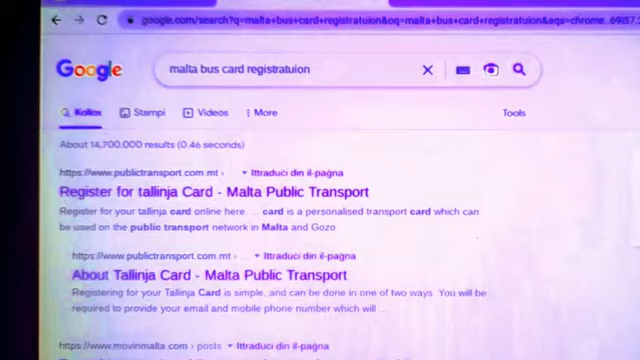 google.com/search?q=malta+bus+card+registratuion&oq=malta+bus+card+registratuion&aqs=chrome..69i57.
Google
malta bus card registratuion
Kollox Stampi Videos More Tools
About 14,700,000 results (0.46 seconds)
https://www.publictransport.com.mt › ... Ittraduċi din il-paġna
Register for tallinja Card - Malta Public Transport
Register for your tallinja card online here. ... card is a personalised transport card which can
be used on the public transport network in Malta and Gozo
https://www.publictransport.com.mt › ... Ittraduċi din il-paġna
About Tallinja Card - Malta Public Transport
Registering for your Tallinja Card is simple, and can be done in one of two ways. You will be
required to provide your email and mobile phone number which will ...
https://www.movinmalta.com › posts Ittraduċi din il-paġna